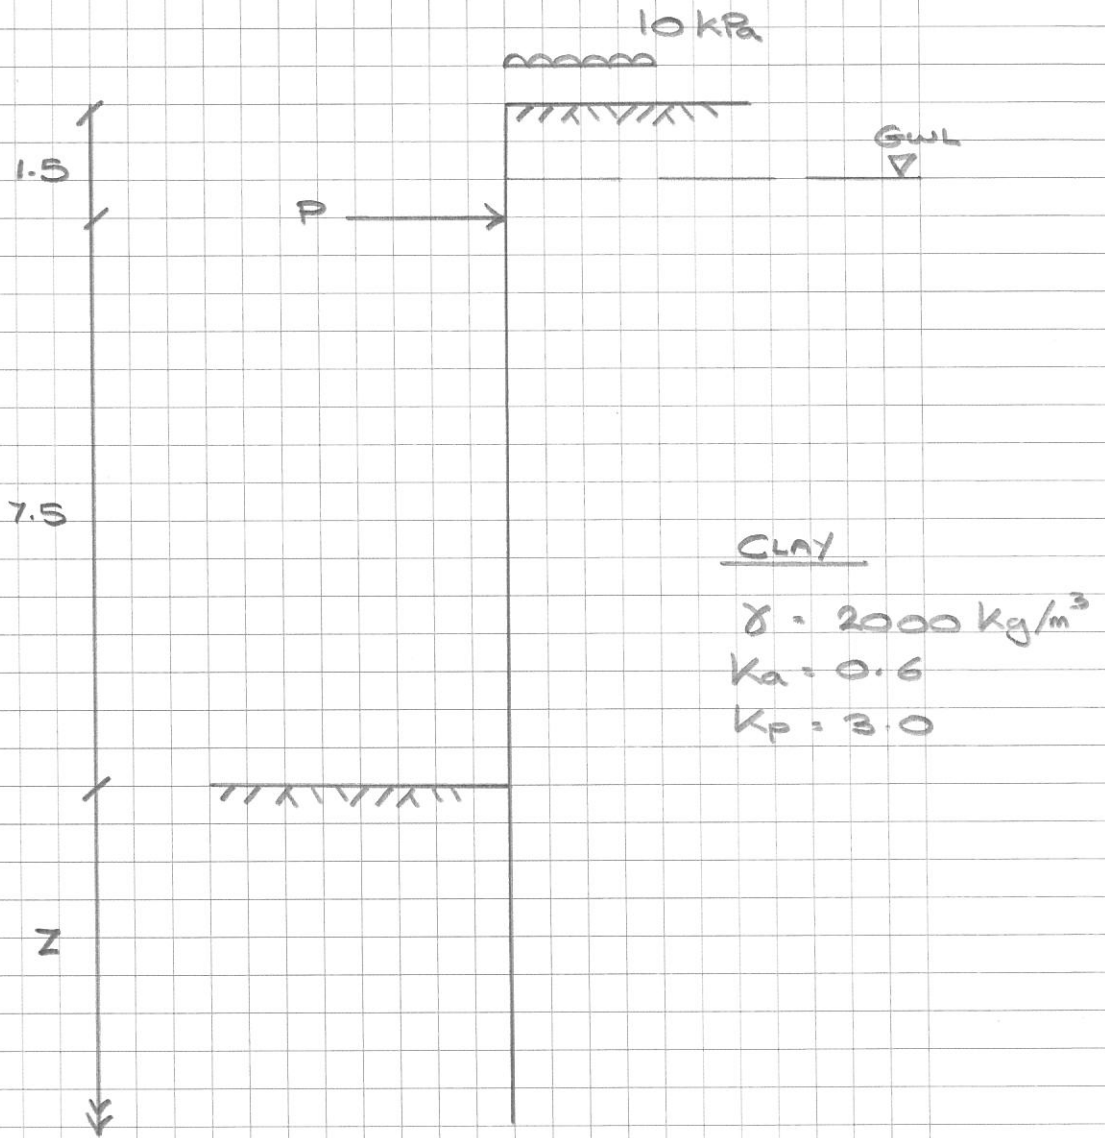 10 kPa
GWL
1.5
P
7.5
CLAY
γ = 2000 kg/m³
Ka = 0.6
Kp = 3.0
Z